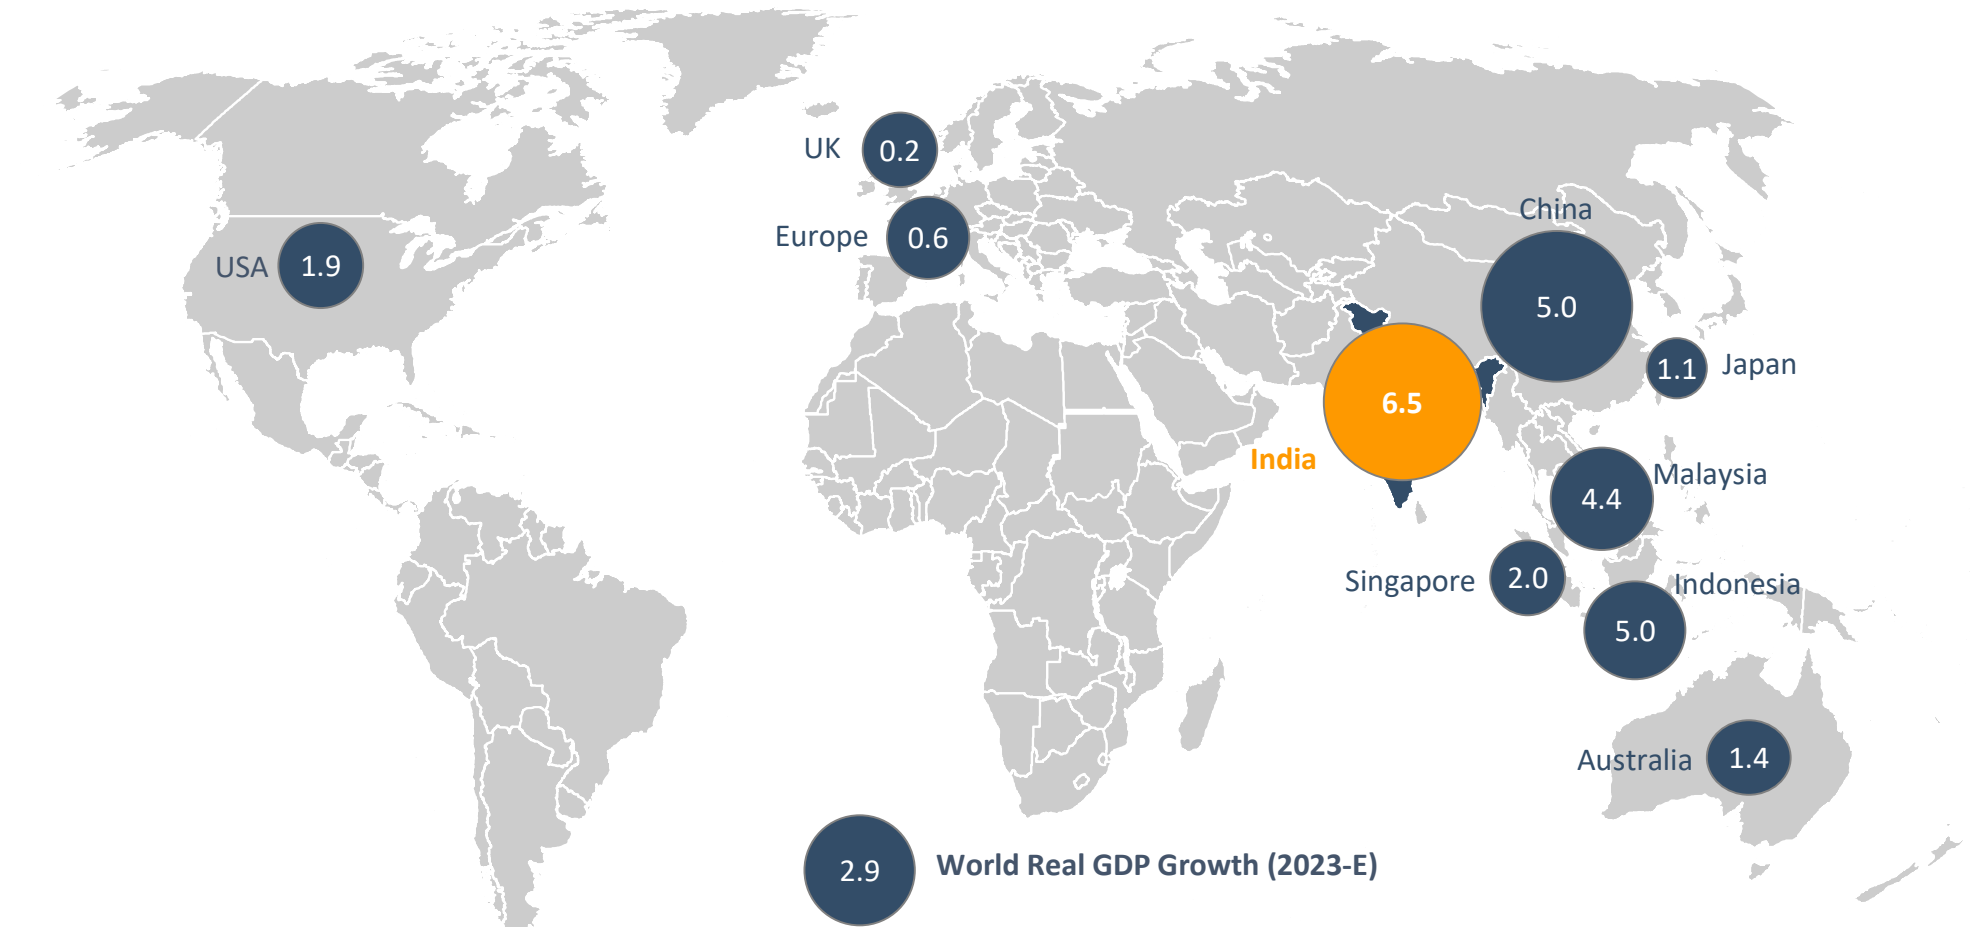 UK 0.2
China
Europe 0.6
USA 1.9
5.0
1.1 Japan
6.5
India
Malaysia
4.4
Singapore 2.0
Indonesia
5.0
Australia 1.4
2.9 World Real GDP Growth (2023-E)